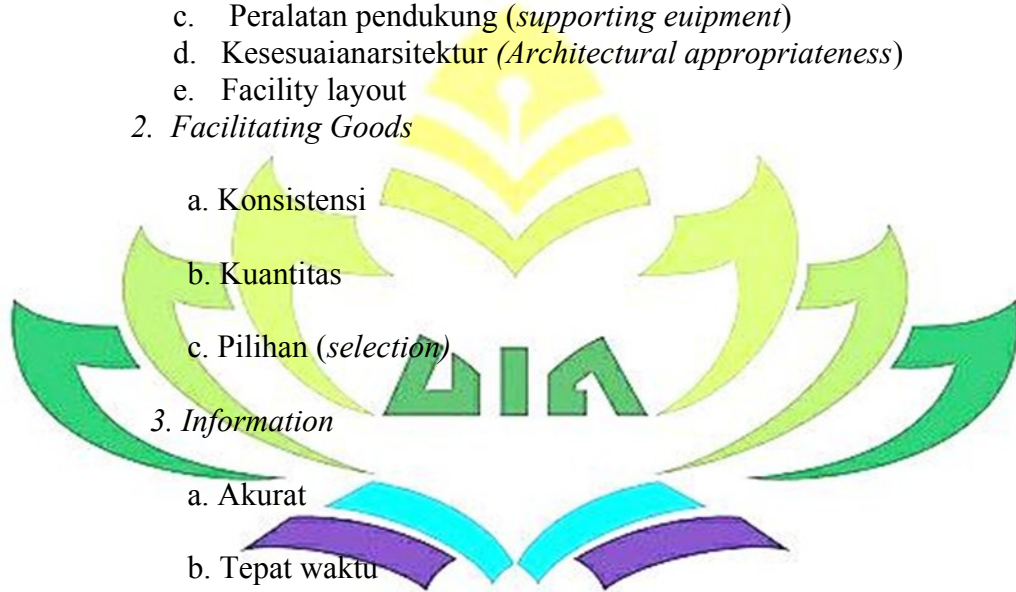 c. Peralatan pendukung (supporting euipment)
d. Kesesuaianarsitektur (Architectural appropriateness)
e. Facility layout
2. Facilitating Goods
a. Konsistensi
b. Kuantitas
c. Pilihan (selection)
3. Information
a. Akurat
b. Tepat waktu